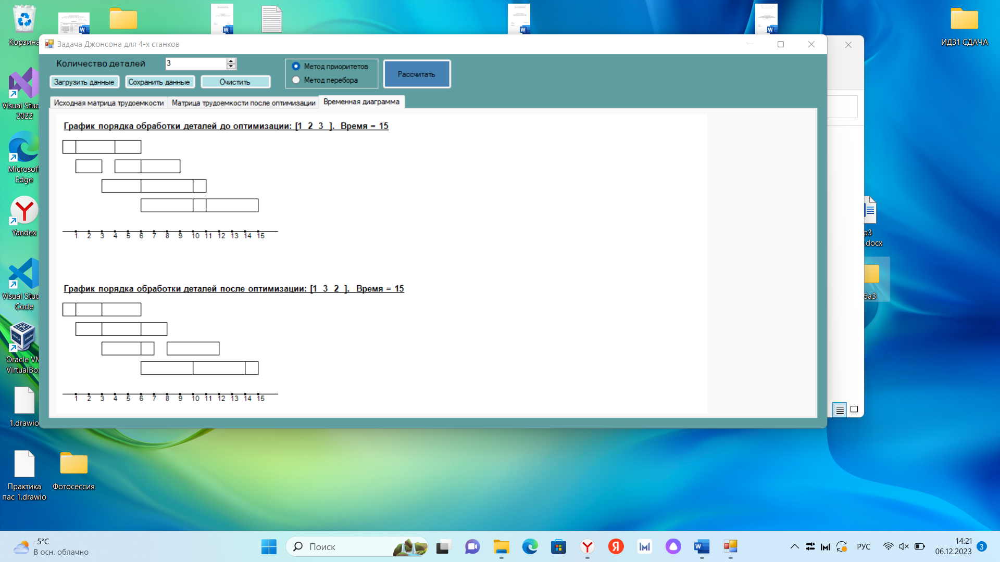 Корзина
Visual Stud
2022
Microsof
Edge
Yandex
Visual Stud
Code
Oracle VM
VirtualBo
1.drawio
Практика
пас 1.drawio
Фотосессия
ИДЗ1 СДАЧА
р3
.docx
ба3
Задача Джонсона для 4-х станков
Количество деталей
3
Загрузить данные
Сохранить данные
Очистить
Метод приоритетов
Метод перебора
Рассчитать
Исходная матрица трудоемкости
Матрица трудоемкости после оптимизации
Временная диаграмма
График порядка обработки деталей до оптимизации: [1 2 3 ]. Время = 15
1 2 3 4 5 6 7 8 9 10 11 12 13 14 15
График порядка обработки деталей после оптимизации: [1 3 2 ]. Время = 15
1 2 3 4 5 6 7 8 9 10 11 12 13 14 15
-5°C
В осн. облачно
Поиск
РУС
14:21
06.12.2023
3